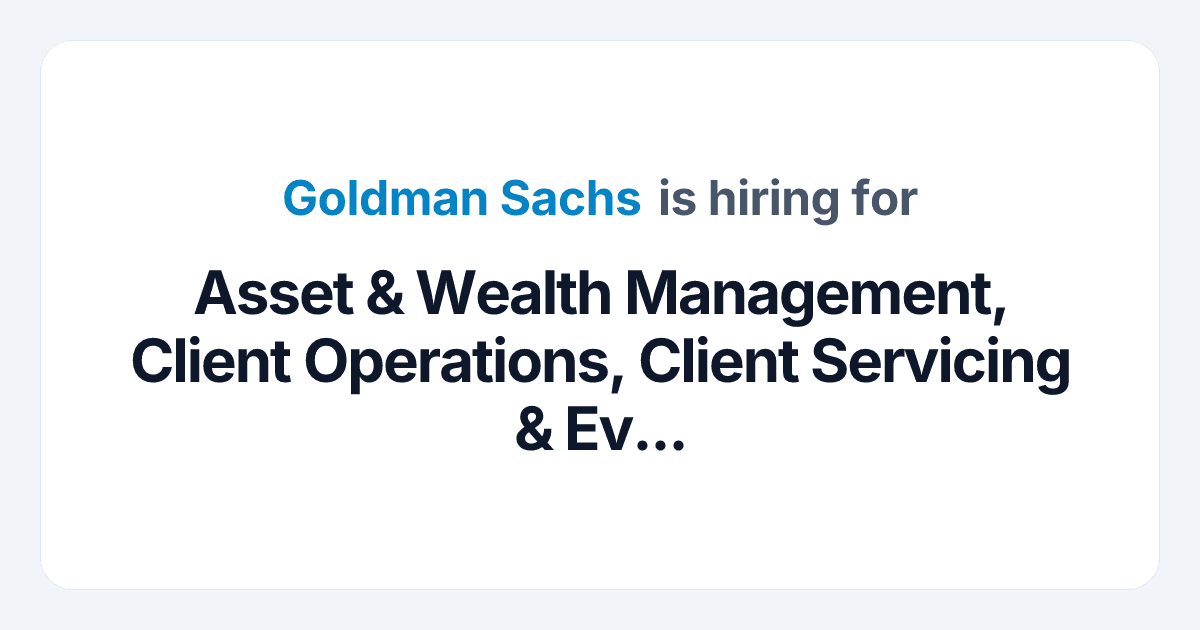 Goldman Sachs is hiring for
Asset & Wealth Management,
Client Operations, Client Servicing
& Ev...